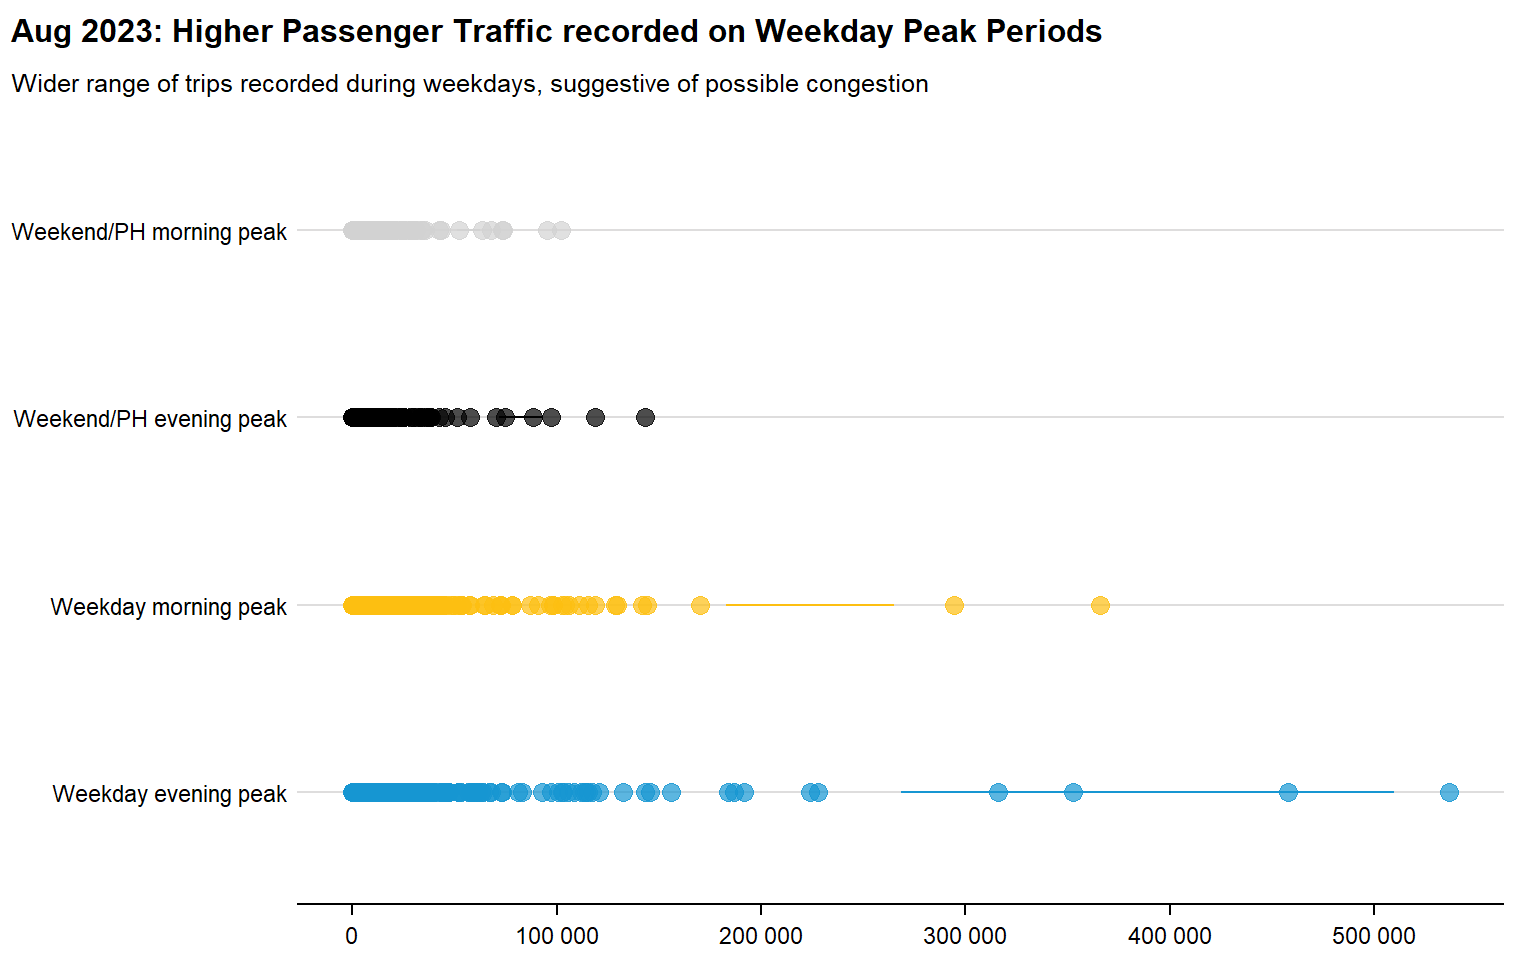 Aug 2023: Higher Passenger Traffic recorded on Weekday Peak Periods
Wider range of trips recorded during weekdays, suggestive of possible congestion
Weekend/PH morning peak
Weekend/PH evening peak
Weekday morning peak
Weekday evening peak
0 100 000 200 000 300 000 400 000 500 000